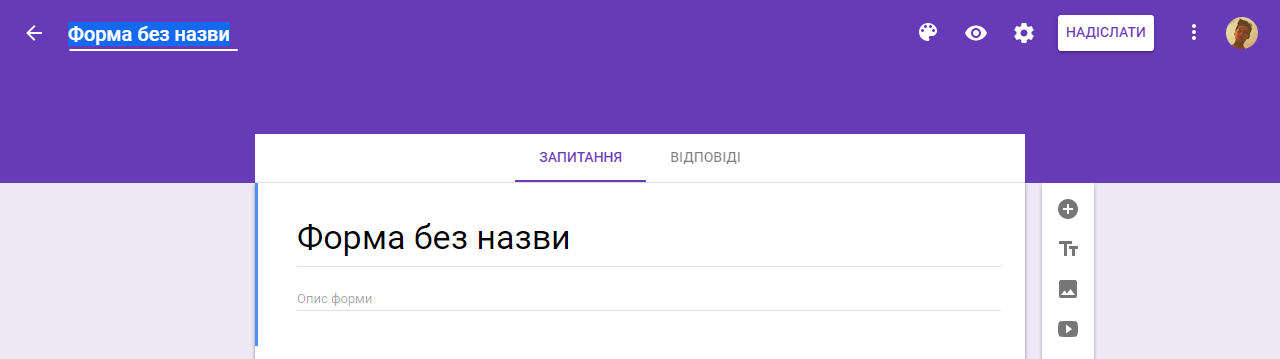 Форма без назви
НАДІСЛАТИ
ЗАПИТАННЯ ВІДПОВІДІ
Форма без назви
Опис форми